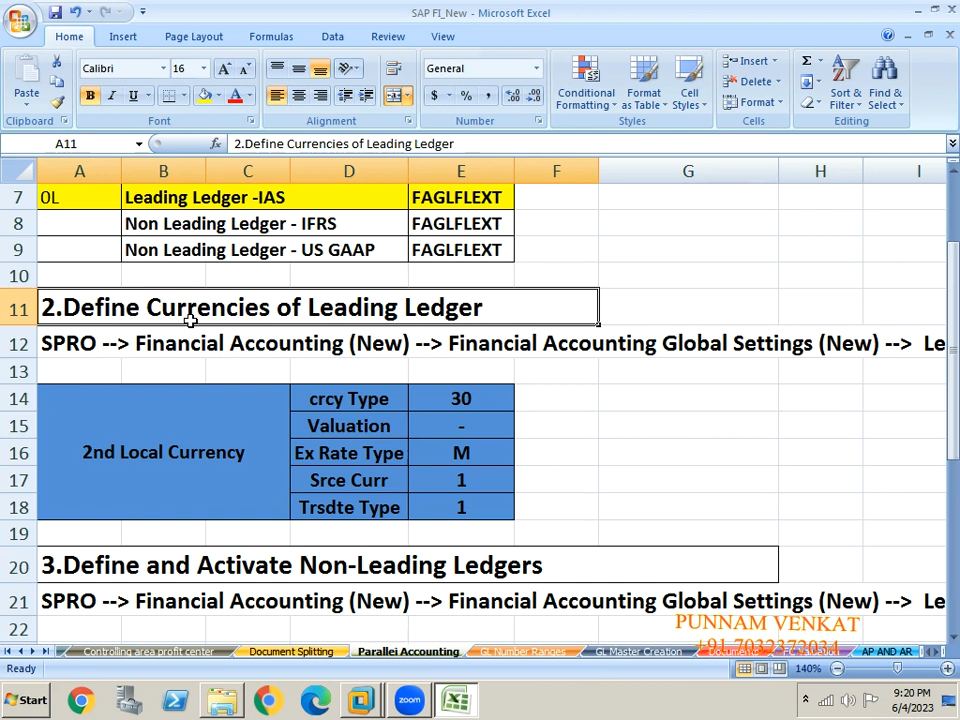 SAP FI_New - Microsoft Excel
Home Insert Page Layout Formulas Data Review View
Paste
Clipboard
Calibri 16
B I U
Font
Alignment
General
$ % ,
Number
Conditional Formatting
Format as Table
Cell Styles
Styles
Insert
Delete
Format
Cells
Sort & Filter
Find & Select
Editing
A11 fx 2.Define Currencies of Leading Ledger
A B C D E F G H I
7 0L Leading Ledger -IAS FAGLFLEXT
8 Non Leading Ledger - IFRS FAGLFLEXT
9 Non Leading Ledger - US GAAP FAGLFLEXT
10
11 2.Define Currencies of Leading Ledger
12 SPRO --> Financial Accounting (New) --> Financial Accounting Global Settings (New) --> Le
13
14 crcy Type 30
15 Valuation -
16 2nd Local Currency Ex Rate Type M
17 Srce Curr 1
18 Trsdte Type 1
19
20 3.Define and Activate Non-Leading Ledgers
21 SPRO --> Financial Accounting (New) --> Financial Accounting Global Settings (New) --> Le
22
PUNNAM VENKAT
+91 7032372034
Controlling area profit center Document Splitting Parallei Accounting GL Number Ranges GL Master Creation AP AND AR
Ready 140%
Start zoom 9:20 PM
6/4/2023